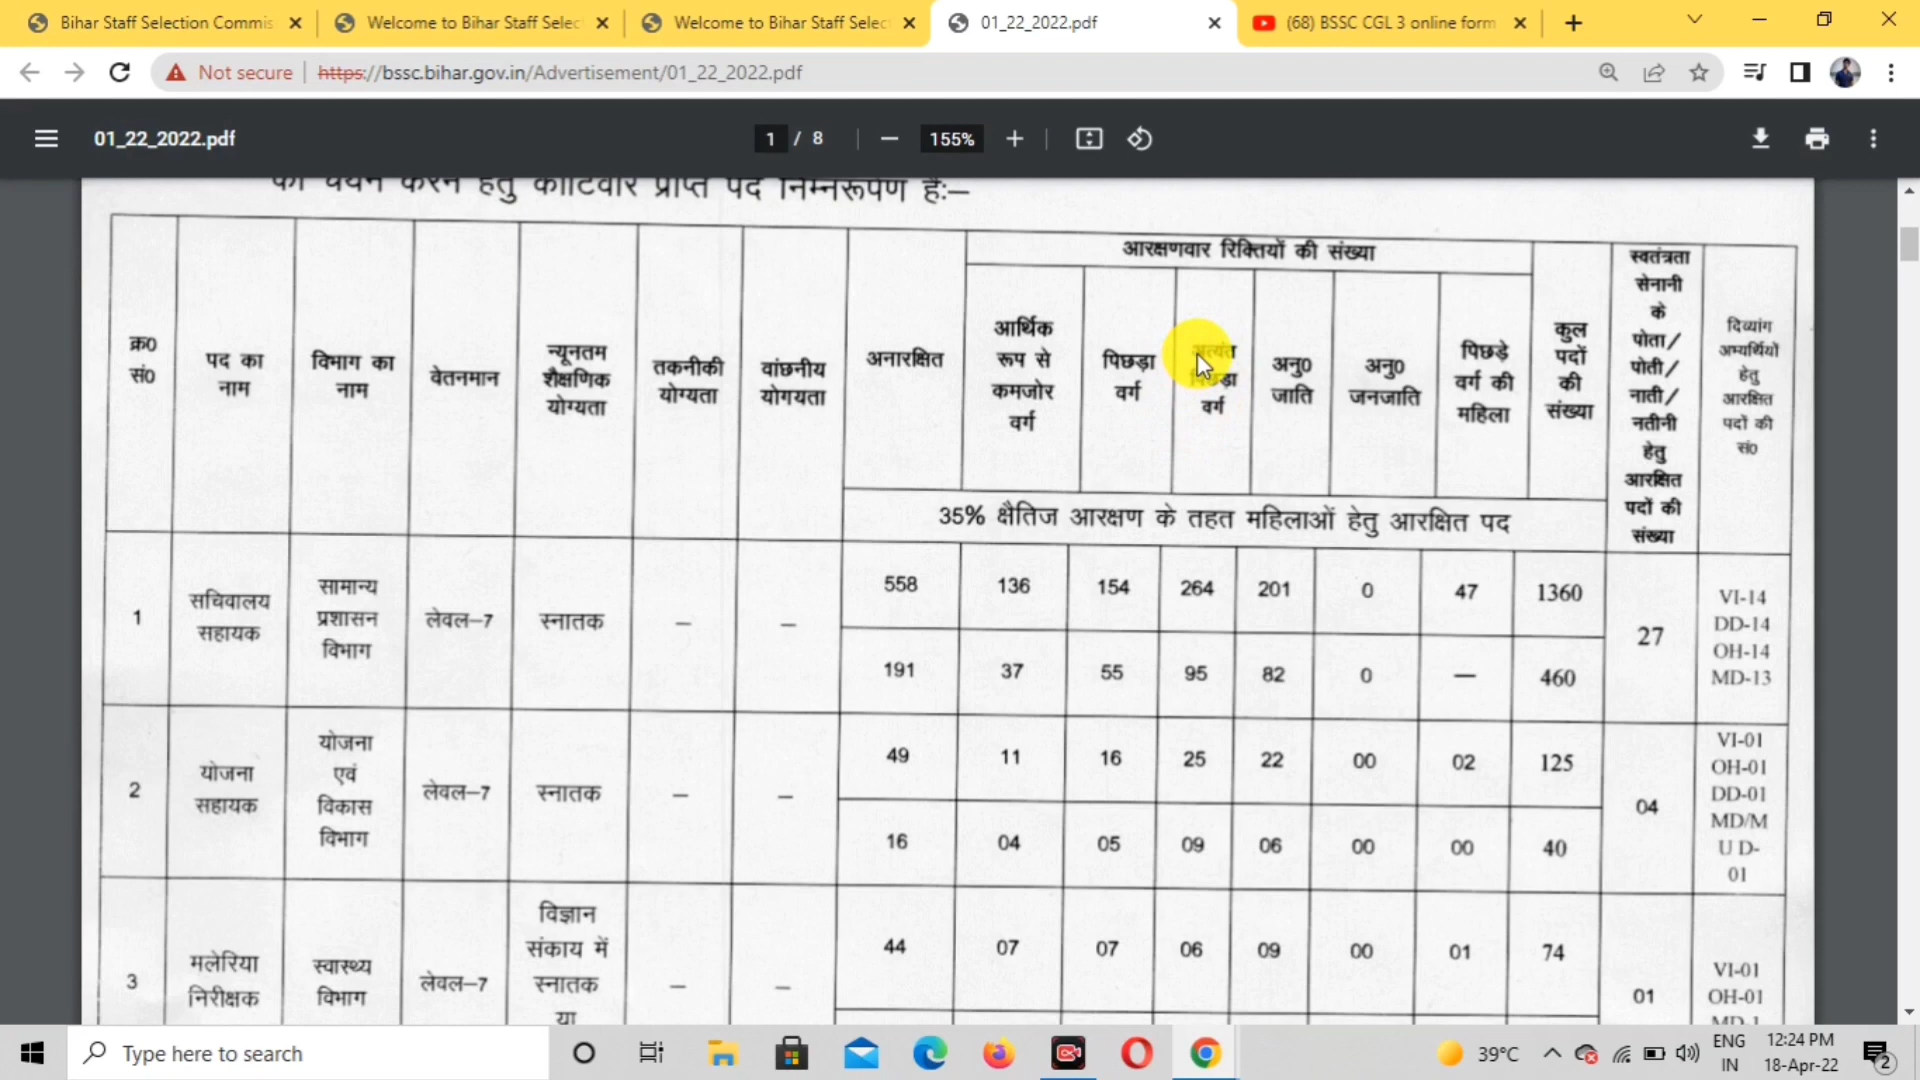 Bihar Staff Selection Commis
Welcome to Bihar Staff Selec
Welcome to Bihar Staff Selec
01_22_2022.pdf
(68) BSSC CGL 3 online form
Not secure
https://bssc.bihar.gov.in/Advertisement/01_22_2022.pdf
01_22_2022.pdf
1 / 8
155%
का चयन करने हेतु कोटिवार प्राप्त पद निम्नरूपेण है:–
क्र0 सं0
पद का नाम
विभाग का नाम
वेतनमान
न्यूनतम शैक्षणिक योग्यता
तकनीकी योग्यता
वांछनीय योगयता
अनारक्षित
आरक्षणवार रिक्तियों की संख्या
आर्थिक रूप से कमजोर वर्ग
पिछड़ा वर्ग
अत्यंत पिछड़ा वर्ग
अनु0 जाति
अनु0 जनजाति
पिछड़े वर्ग की महिला
कुल पदों की संख्या
स्वतंत्रता सेनानी के पोता/ पोती/ नाती/ नतीनी हेतु आरक्षित पदों की संख्या
दिव्यांग अभ्यर्थियों हेतु आरक्षित पदों की सं0
35% क्षैतिज आरक्षण के तहत महिलाओं हेतु आरक्षित पद
1 सचिवालय सहायक सामान्य प्रशासन विभाग लेवल–7 स्नातक – – 558 136 154 264 201 0 47 1360 27 VI-14 DD-14 OH-14 MD-13
191 37 55 95 82 0 — 460
2 योजना सहायक योजना एवं विकास विभाग लेवल–7 स्नातक – – 49 11 16 25 22 00 02 125 04 VI-01 OH-01 DD-01 MD/M U D- 01
16 04 05 09 06 00 00 40
3 मलेरिया निरीक्षक स्वास्थ्य विभाग लेवल–7 विज्ञान संकाय में स्नातक या – – 44 07 07 06 09 00 01 74 01 VI-01 OH-01 MD-1
Type here to search
39°C
ENG
IN
12:24 PM
18-Apr-22
2